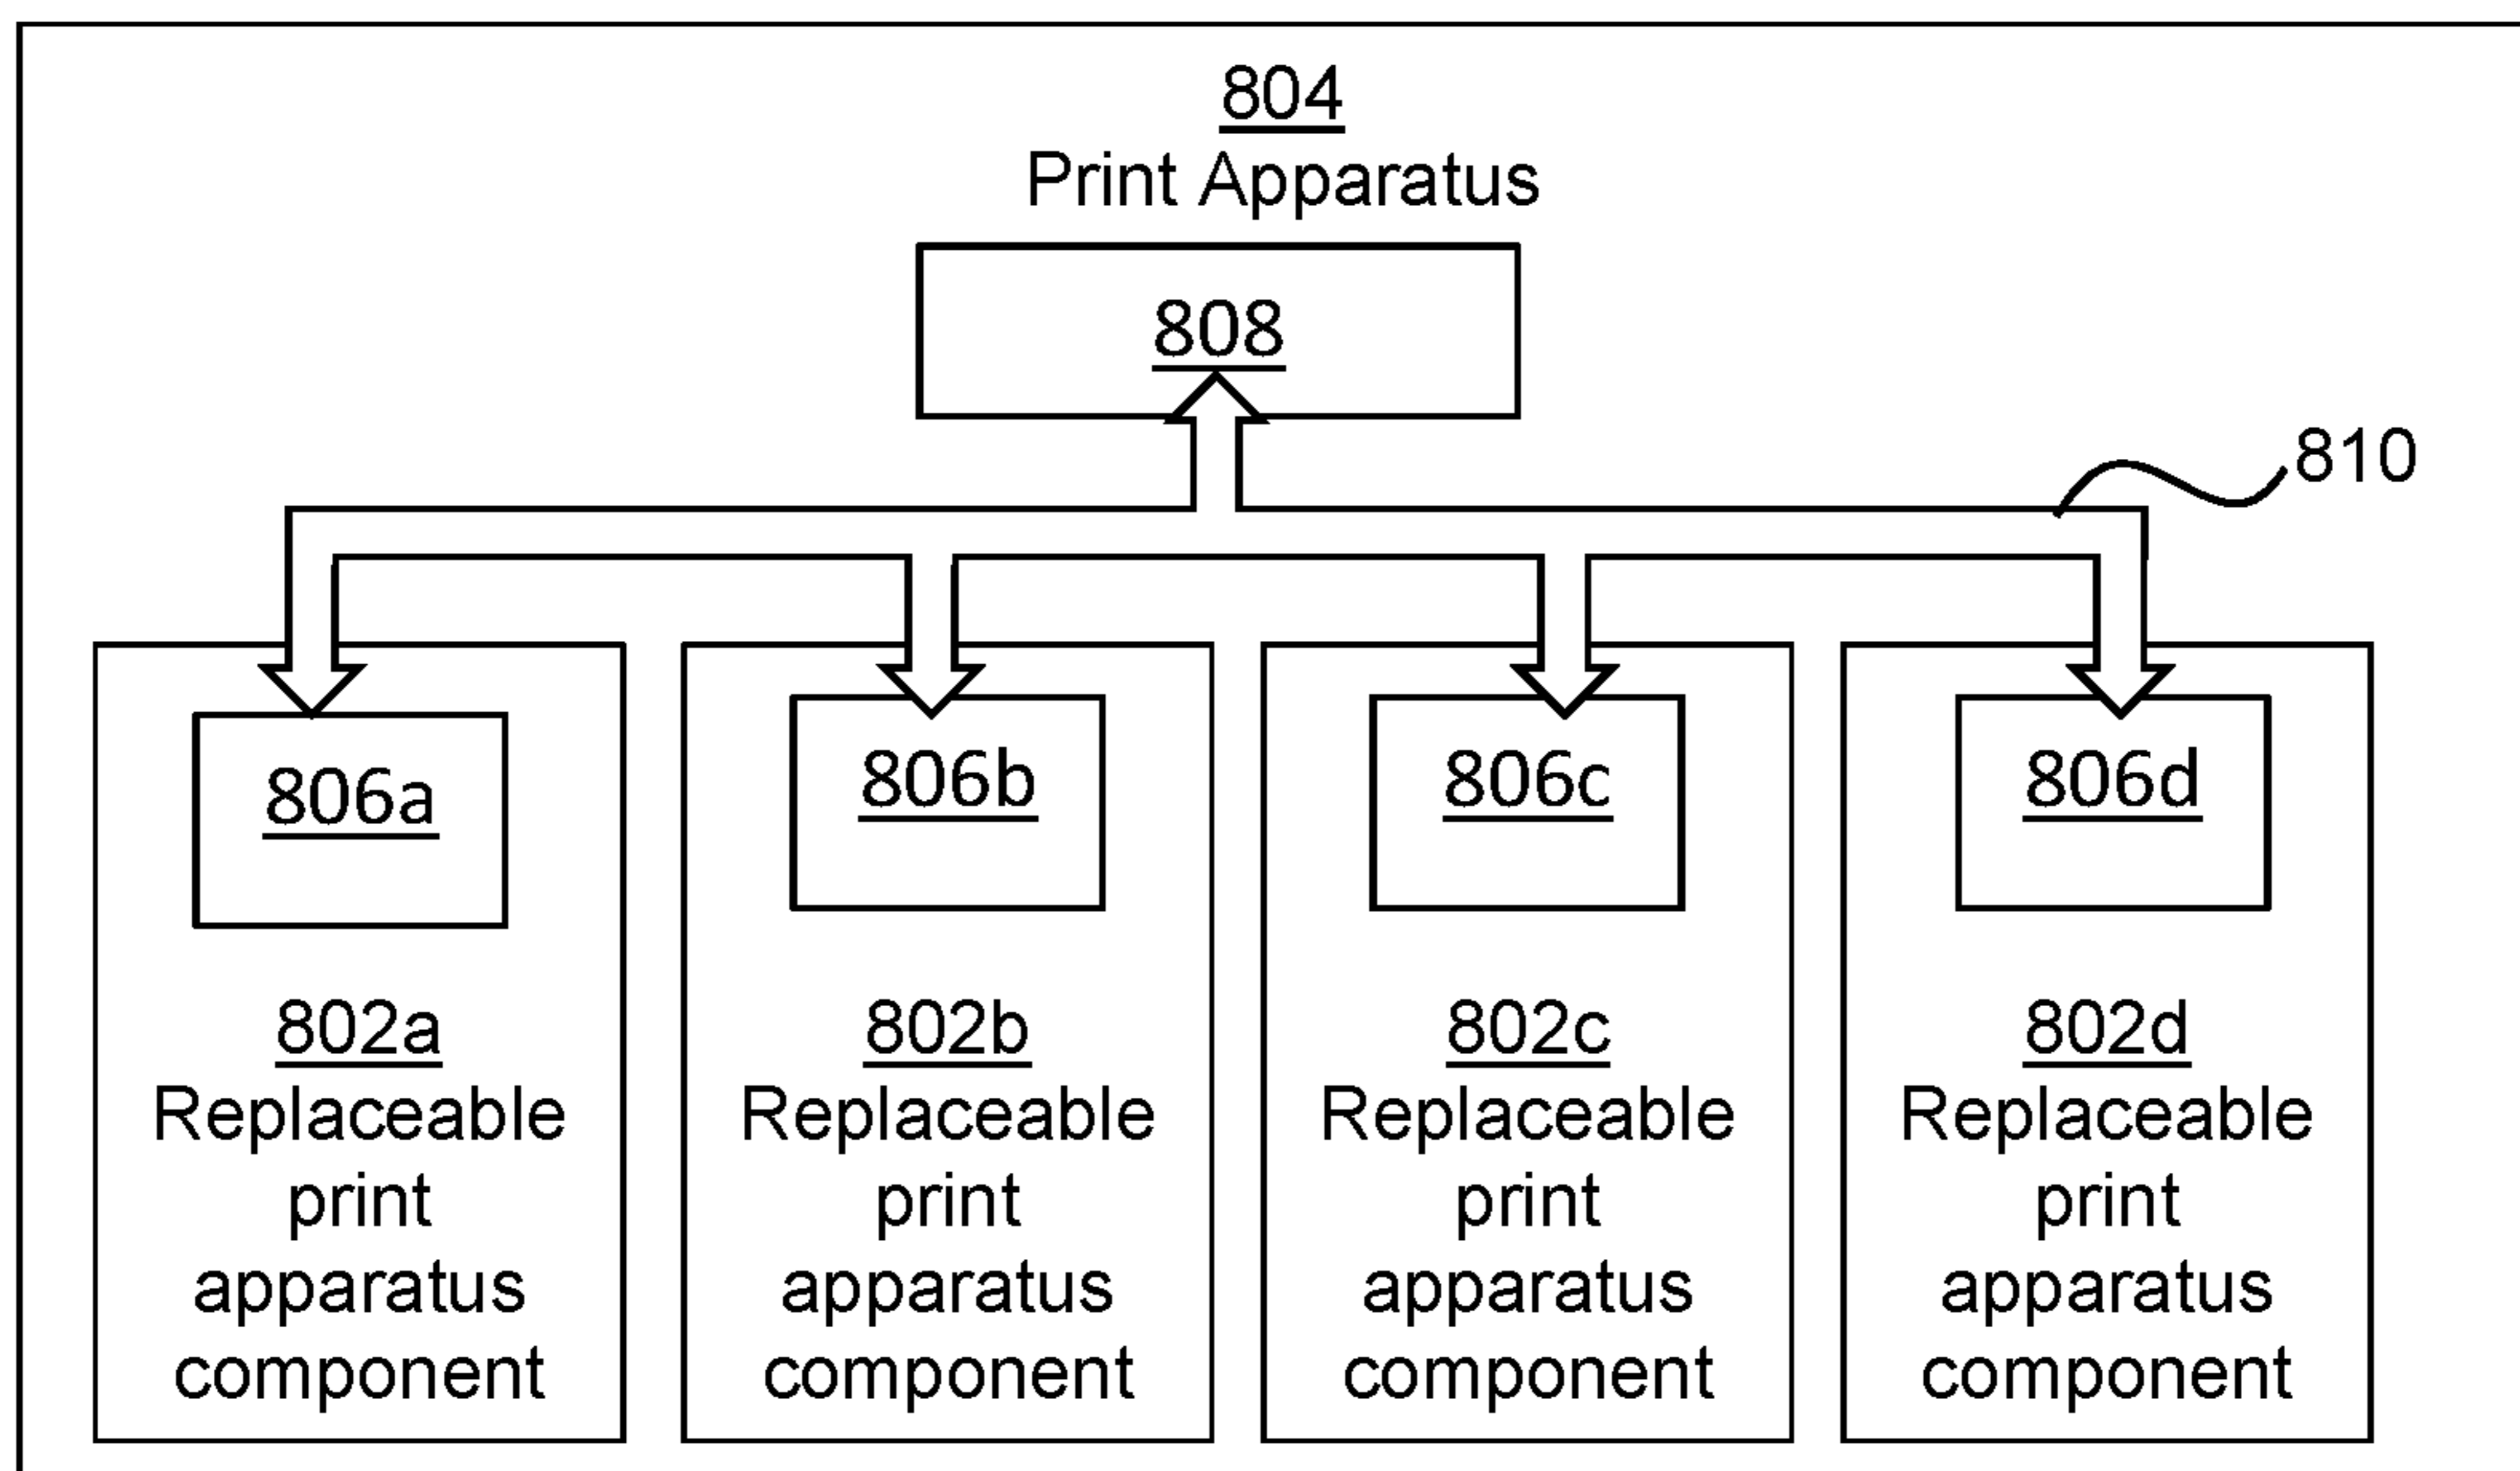 804
Print Apparatus
808
810
806a
806b
806c
806d
802a
Replaceable
print
apparatus
component
802b
Replaceable
print
apparatus
component
802c
Replaceable
print
apparatus
component
802d
Replaceable
print
apparatus
component